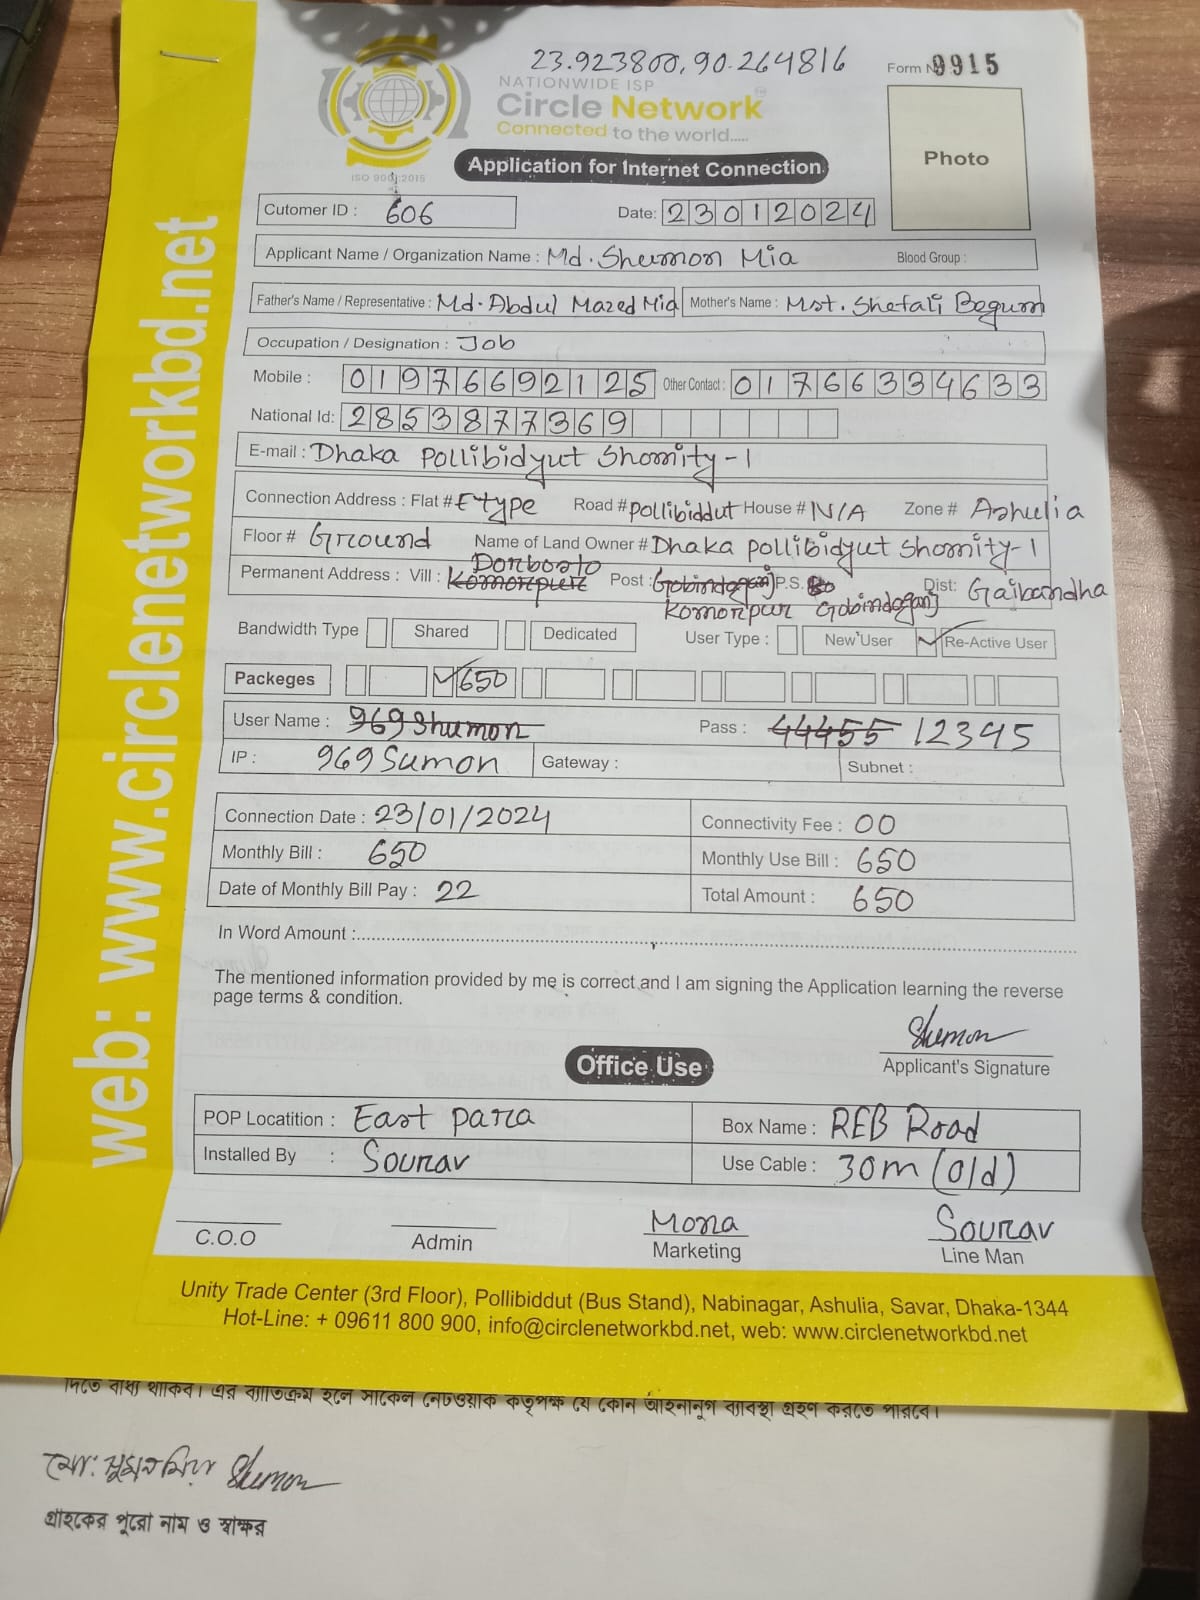 23.923800, 90.264816
Form No 9915
NATIONWIDE ISP
Circle Network
Connected to the world.....
ISO 9001:2015
Application for Internet Connection
Photo
Cutomer ID : 606 Date: 23012024
Applicant Name / Organization Name : Md. Shumon Mia Blood Group :
Father's Name / Representative : Md. Abdul Mazed Mia Mother's Name : Mst. Shefali Begum
Occupation / Designation : Job
Mobile : 01976692125 Other Contact : 01766334633
National Id: 2853877369
E-mail : Dhaka Pollibidyut Shomity-1
Connection Address : Flat # E type Road # Pollibiddut House # N/A Zone # Ashulia
Floor # Ground Name of Land Owner # Dhaka Pollibidyut Shomity-1
Dorbosto
Permanent Address : Vill : Komorpur Post : Gobindaganj P.S. Dist: Gaibandha
Komorpur Gobindoganj
Bandwidth Type Shared Dedicated User Type : New User Re-Active User
Packeges 650
User Name : 969Shumon Pass : 44455 12345
IP : 969Sumon Gateway : Subnet :
Connection Date : 23/01/2024 Connectivity Fee : 00
Monthly Bill : 650 Monthly Use Bill : 650
Date of Monthly Bill Pay : 22 Total Amount : 650
In Word Amount :
The mentioned information provided by me is correct and I am signing the Application learning the reverse
page terms & condition.
Shumon
Applicant's Signature
Office Use
POP Locatition : East Para Box Name : REB Road
Installed By : Sourav Use Cable : 30m (old)
Mona Sourav
C.O.O Admin Marketing Line Man
Unity Trade Center (3rd Floor), Pollibiddut (Bus Stand), Nabinagar, Ashulia, Savar, Dhaka-1344
Hot-Line: + 09611 800 900, info@circlenetworkbd.net, web: www.circlenetworkbd.net
web: www.circlenetworkbd.net
দিতে বাধ্য থাকিব। এর ব্যতিক্রম হলে সার্কেল নেটওয়ার্ক কর্তৃপক্ষ যে কোন আইনানুগ ব্যবস্থা গ্রহণ করতে পারবে।
মোঃ সুমন মিয়া Shumon
গ্রাহকের পুরো নাম ও স্বাক্ষর